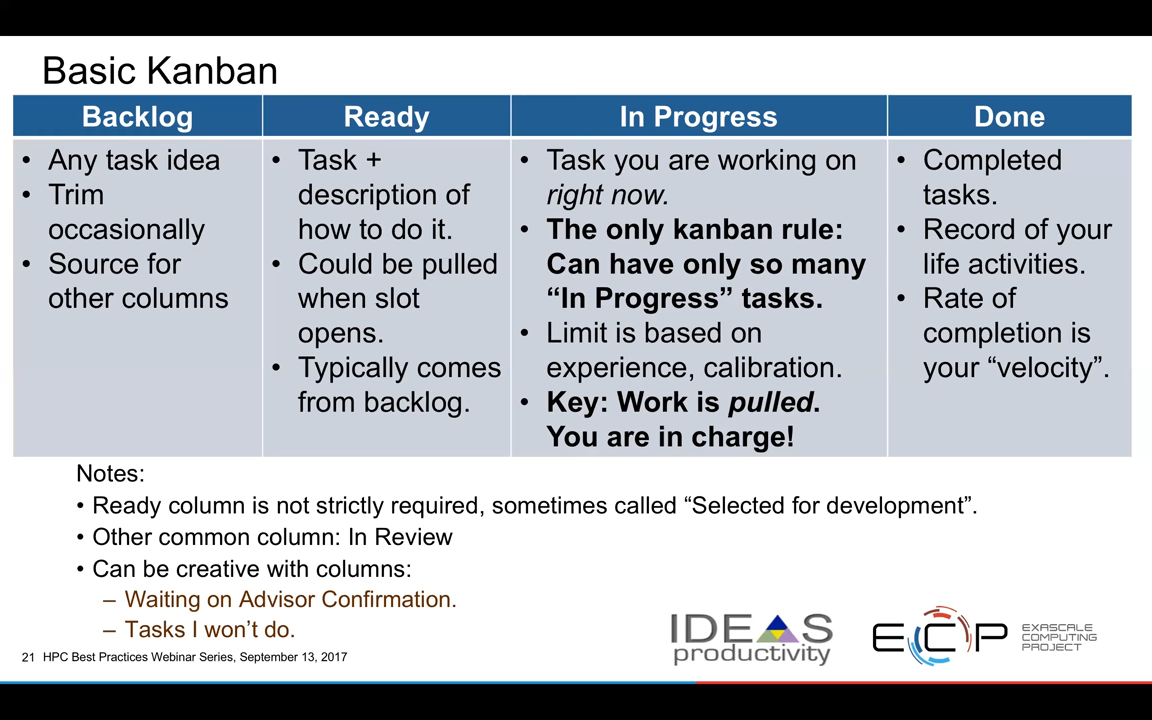 Basic Kanban
Backlog
Ready
In Progress
Done
• Any task idea
• Trim
occasionally
• Source for
other columns
• Task +
description of
how to do it.
• Could be pulled
when slot
opens.
• Typically comes
from backlog.
• Task you are working on
right now.
• The only kanban rule:
Can have only so many
“In Progress” tasks.
• Limit is based on
experience, calibration.
• Key: Work is pulled.
You are in charge!
• Completed
tasks.
• Record of your
life activities.
• Rate of
completion is
your “velocity”.
Notes:
• Ready column is not strictly required, sometimes called “Selected for development”.
• Other common column: In Review
• Can be creative with columns:
– Waiting on Advisor Confirmation.
– Tasks I won’t do.
21 HPC Best Practices Webinar Series, September 13, 2017
IDEAS
productivity
ECP
EXASCALE
COMPUTING
PROJECT